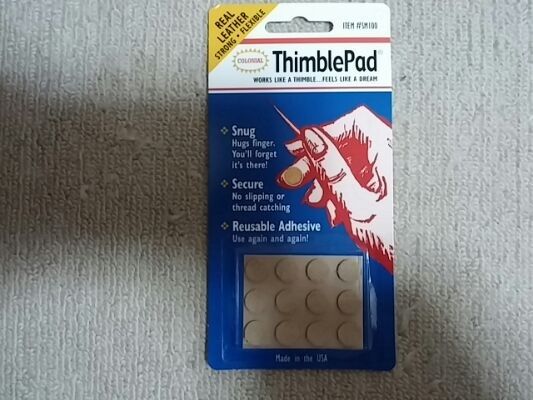 REAL
LEATHER
STRONG • FLEXIBLE
ITEM #SM100
COLONIAL
ThimblePad®
WORKS LIKE A THIMBLE...FEELS LIKE A DREAM
Snug
Hugs finger.
You'll forget
it's there!
Secure
No slipping or
thread catching
Reusable Adhesive
Use again and again!
Made in the USA